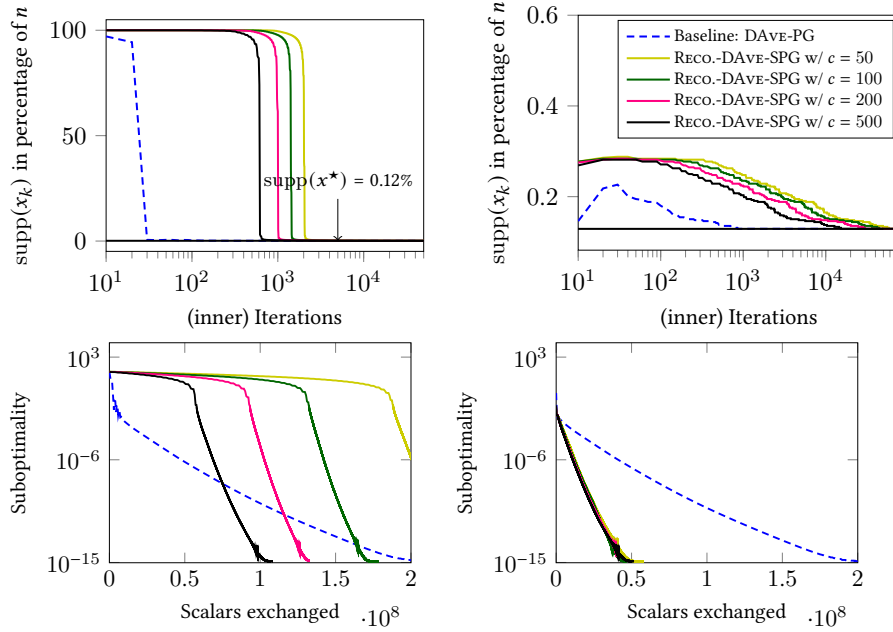 supp(x_k) in percentage of n
100
50
0
supp(x★) = 0.12%
10^1
10^2
10^3
10^4
(inner) Iterations
supp(x_k) in percentage of n
0.6
0.4
0.2
Baseline: DAve-PG
Reco.-DAve-SPG w/ c = 50
Reco.-DAve-SPG w/ c = 100
Reco.-DAve-SPG w/ c = 200
Reco.-DAve-SPG w/ c = 500
10^1
10^2
10^3
10^4
(inner) Iterations
Suboptimality
10^3
10^−6
10^−15
0
0.5
1
1.5
2
Scalars exchanged
·10^8
Suboptimality
10^3
10^−6
10^−15
0
0.5
1
1.5
2
Scalars exchanged
·10^8